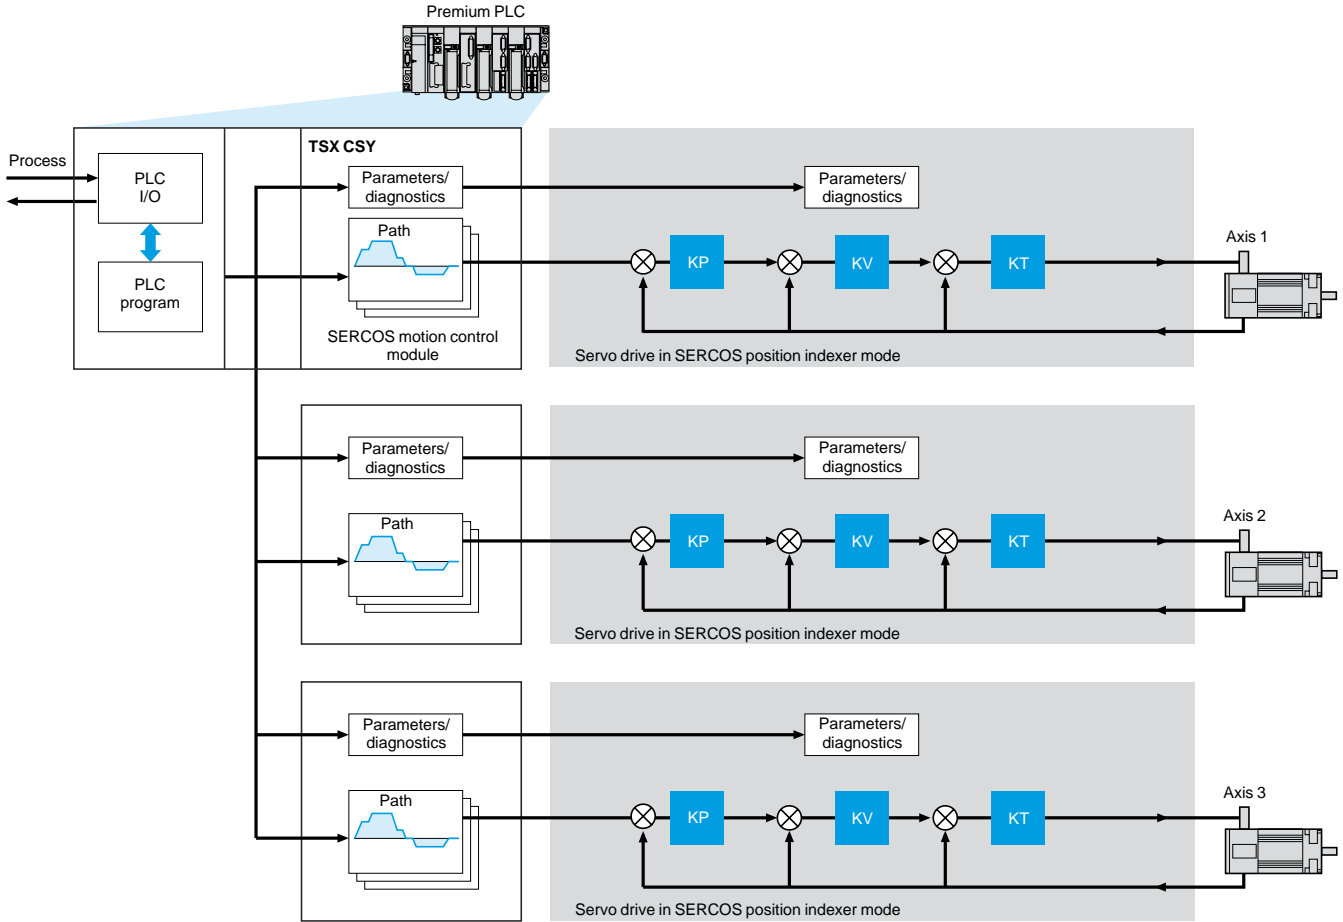 Premium PLC
Process
PLC
I/O
PLC
program
TSX CSY
Parameters/
diagnostics
Path
SERCOS motion control
module
Parameters/
diagnostics
KP
KV
KT
Servo drive in SERCOS position indexer mode
Axis 1
Parameters/
diagnostics
Path
Parameters/
diagnostics
KP
KV
KT
Servo drive in SERCOS position indexer mode
Axis 2
Parameters/
diagnostics
Path
Parameters/
diagnostics
KP
KV
KT
Servo drive in SERCOS position indexer mode
Axis 3